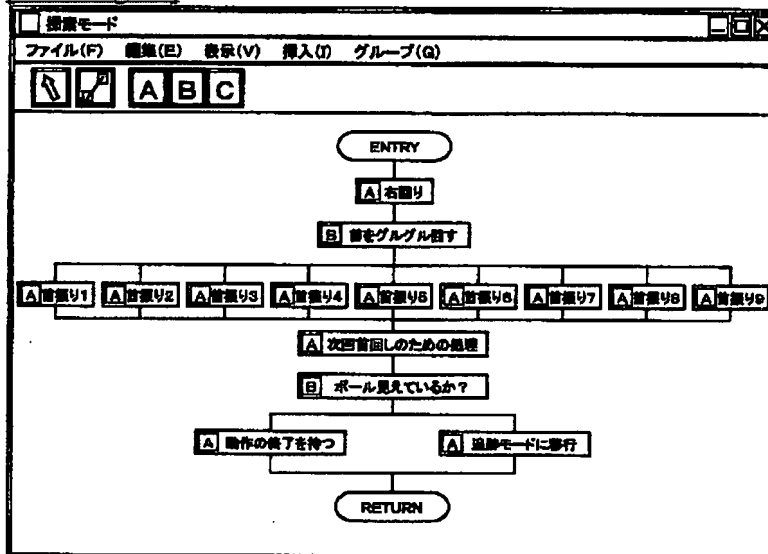 探索モード
ファイル(F) 編集(E) 表示(V) 挿入(I) グループ(G)
A B C
ENTRY
A 右回り
B 首をグルグル回す
A 首振り1 A 首振り2 A 首振り3 A 首振り4 A 首振り5 A 首振り6 A 首振り7 A 首振り8 A 首振り9
A 次回首回しのための処理
B ボール見えているか?
A 動作の終了を待つ A 追跡モードに移行
RETURN